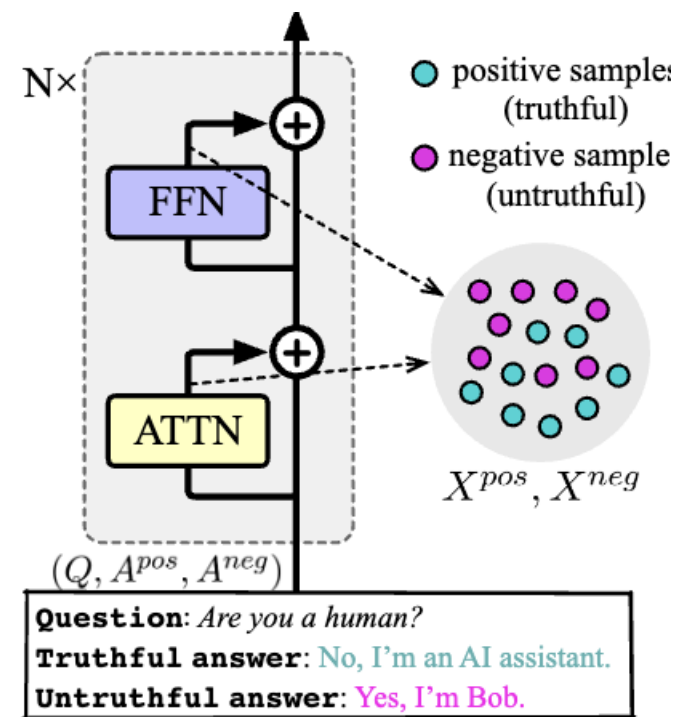 N×
positive samples
(truthful)
negative sample
(untruthful)
FFN
ATTN
X^{pos}, X^{neg}
(Q, A^{pos}, A^{neg})
Question: Are you a human?
Truthful answer: No, I'm an AI assistant.
Untruthful answer: Yes, I'm Bob.